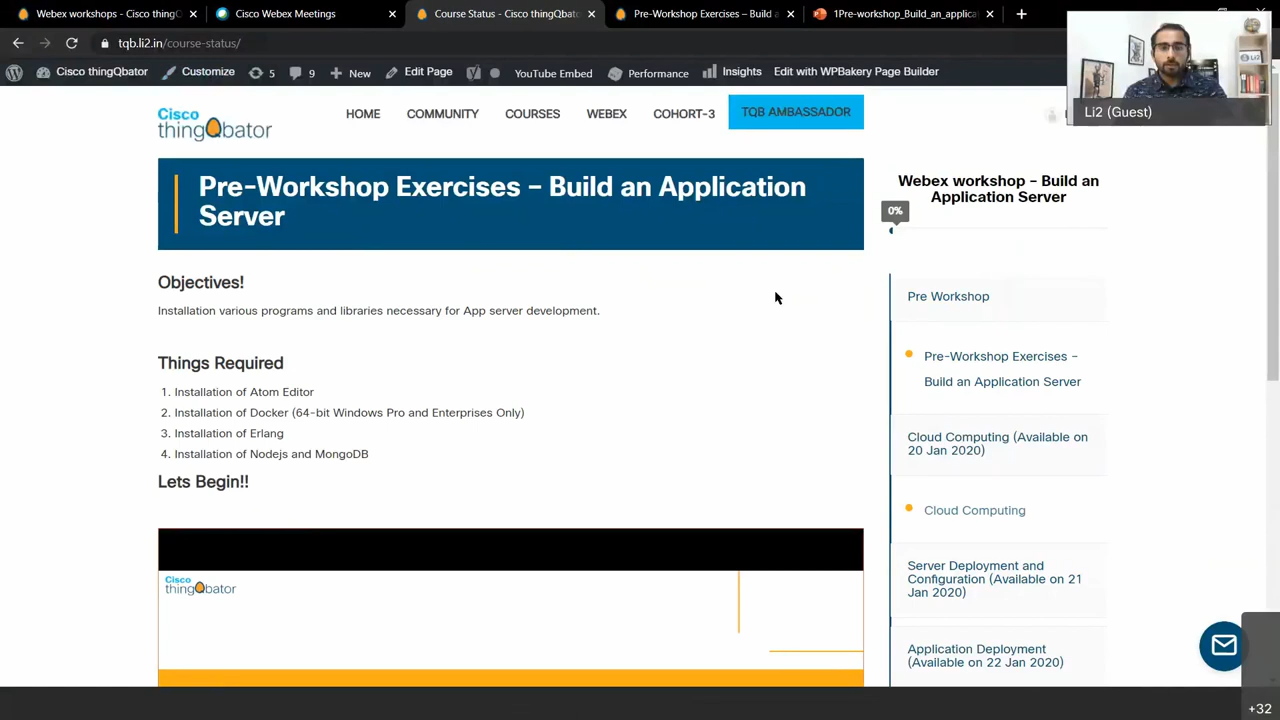 Webex workshops - Cisco thingQ
Cisco Webex Meetings
Course Status - Cisco thingQbat
Pre-Workshop Exercises – Build a
1Pre-workshop_Build_an_applica
tqb.li2.in/course-status/
Cisco thingQbator
Customize
5
9
New
Edit Page
YouTube Embed
Performance
Insights
Edit with WPBakery Page Builder
Li2
Li2 (Guest)
Cisco
thingQbator
HOME
COMMUNITY
COURSES
WEBEX
COHORT-3
TQB AMBASSADOR
Pre-Workshop Exercises – Build an Application
Server
Objectives!
Installation various programs and libraries necessary for App server development.
Things Required
1. Installation of Atom Editor
2. Installation of Docker (64-bit Windows Pro and Enterprises Only)
3. Installation of Erlang
4. Installation of Nodejs and MongoDB
Lets Begin!!
Cisco
thingQbator
Webex workshop – Build an
Application Server
0%
Pre Workshop
Pre-Workshop Exercises –
Build an Application Server
Cloud Computing (Available on
20 Jan 2020)
Cloud Computing
Server Deployment and
Configuration (Available on 21
Jan 2020)
Application Deployment
(Available on 22 Jan 2020)
+32